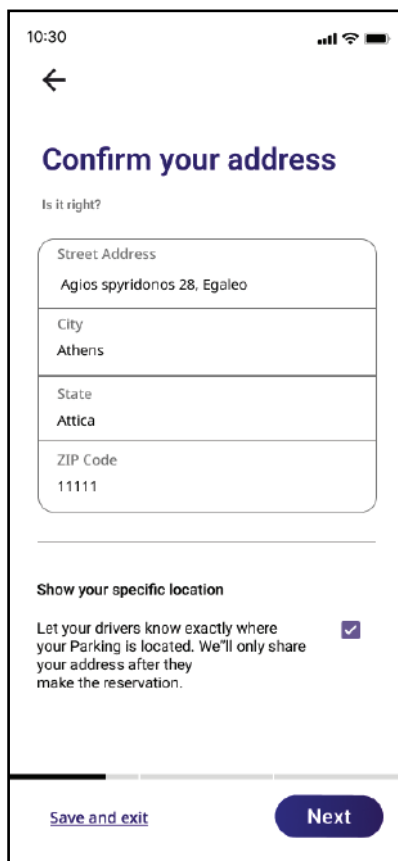 10:30
Confirm your address
Is it right?
Street Address
Agios spyridonos 28, Egaleo
City
Athens
State
Attica
ZIP Code
11111
Show your specific location
Let your drivers know exactly where
your Parking is located. We"ll only share
your address after they
make the reservation.
Save and exit
Next